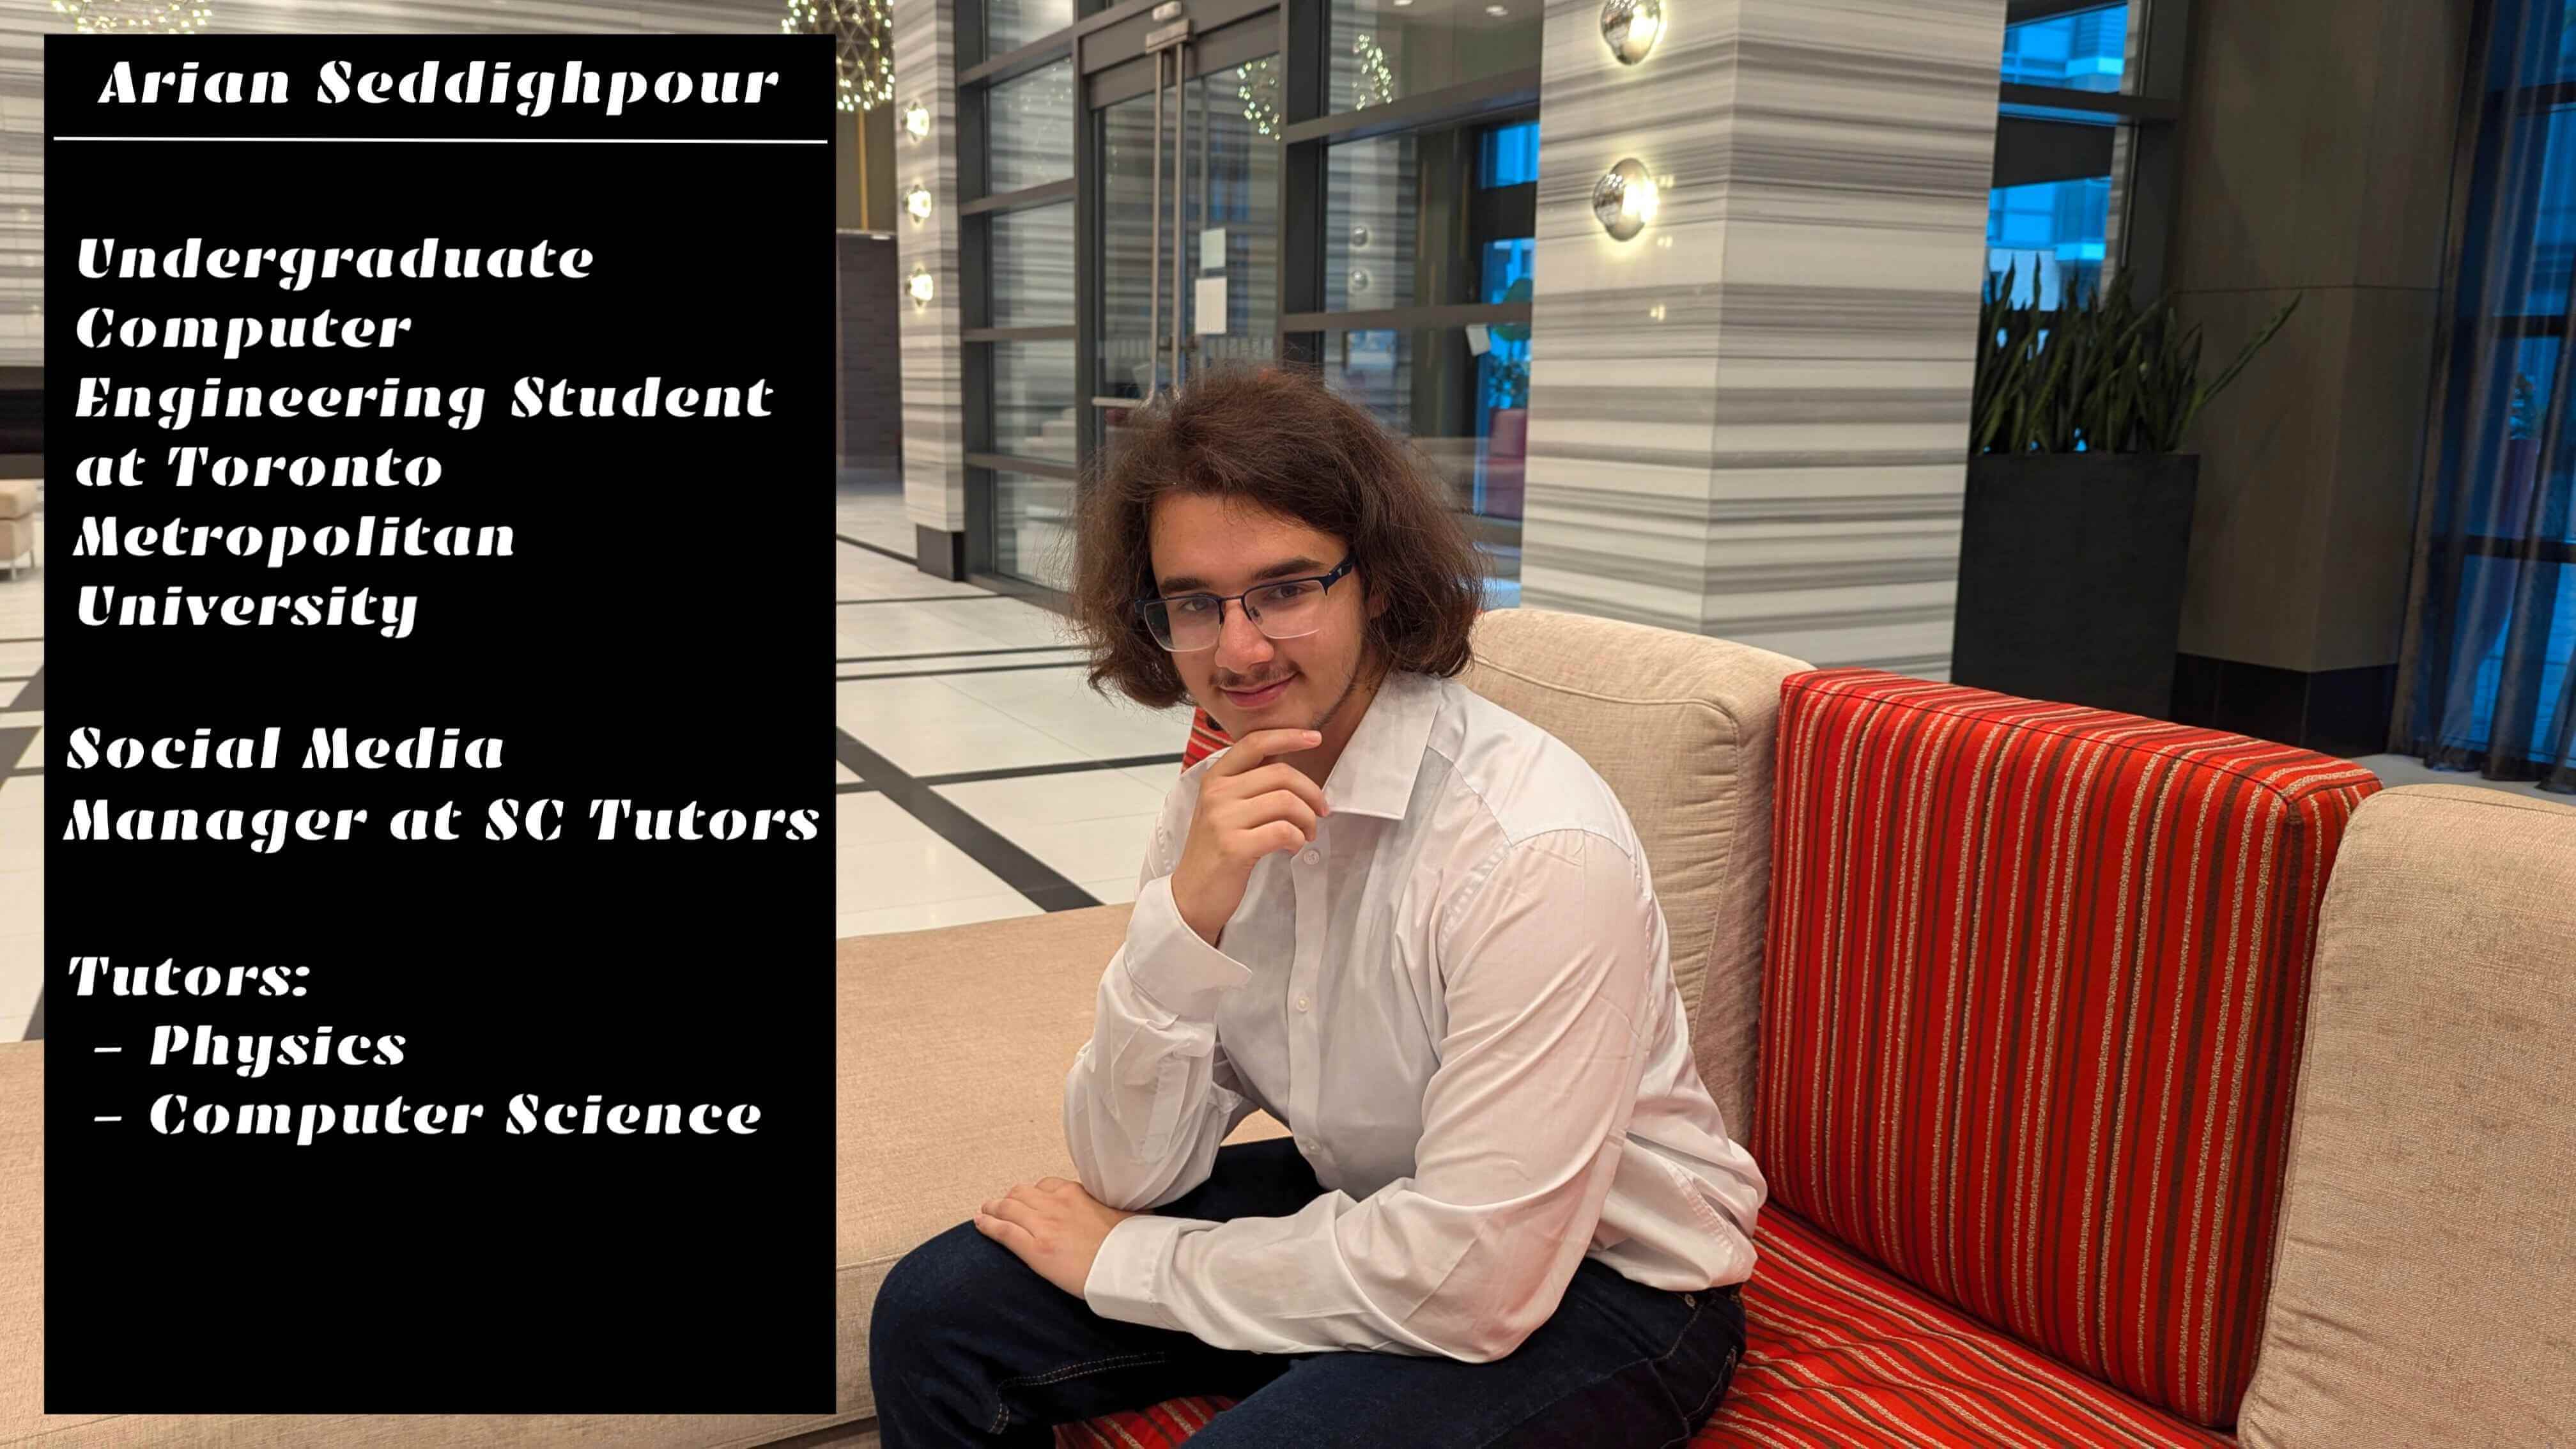 Arian Seddighpour
Undergraduate
Computer
Engineering Student
at Toronto
Metropolitan
University
Social Media
Manager at SC Tutors
Tutors:
- Physics
- Computer Science